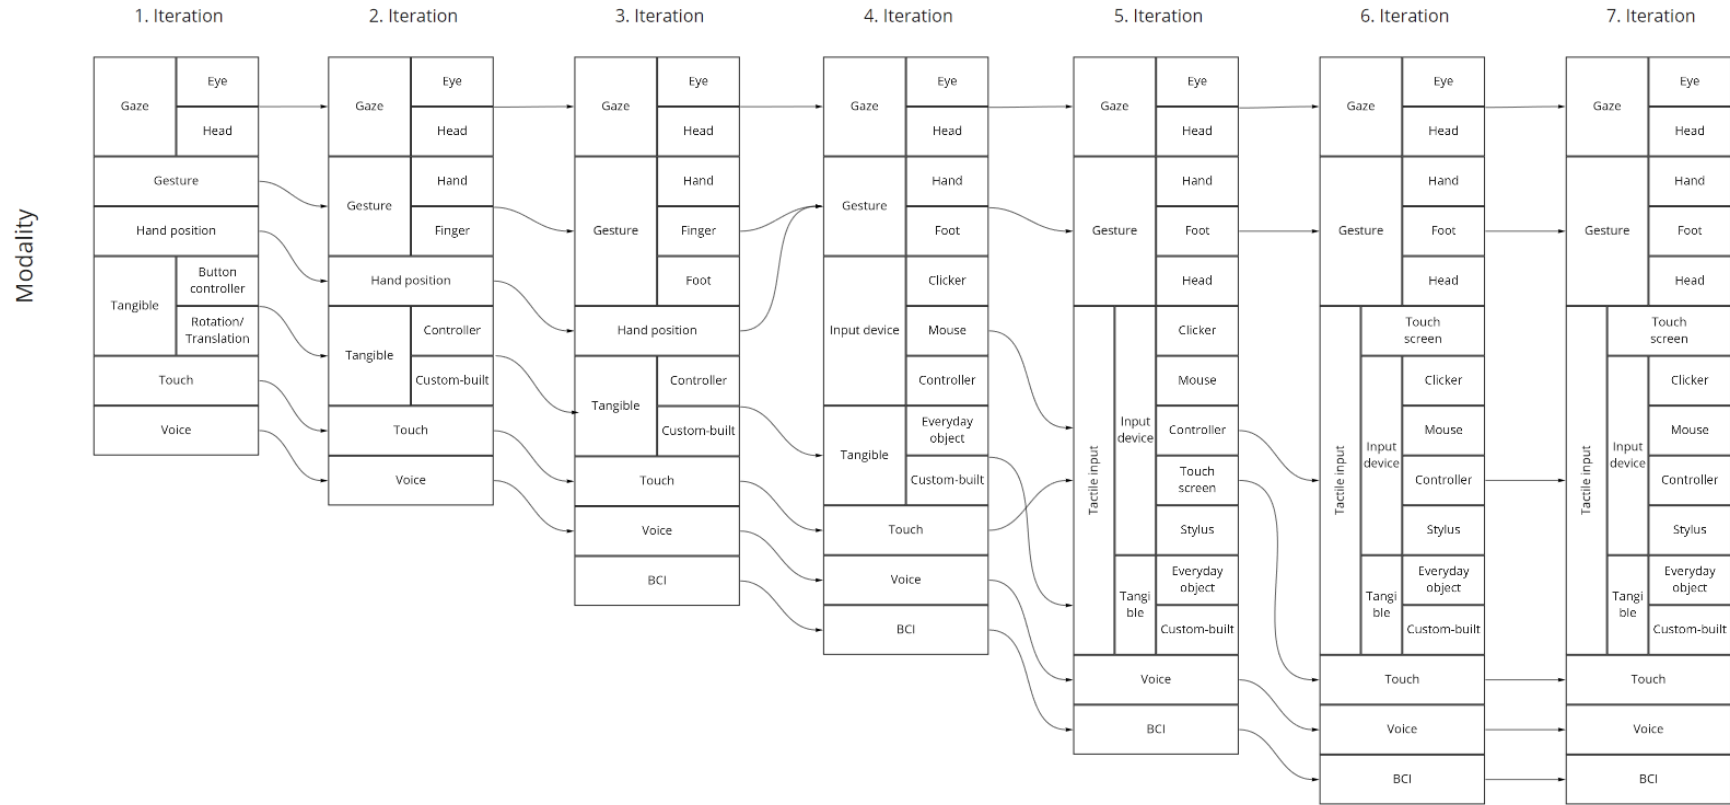 1. Iteration
2. Iteration
3. Iteration
4. Iteration
5. Iteration
6. Iteration
7. Iteration
Modality
Gaze
Eye
Head
Gesture
Hand position
Tangible
Button
controller
Rotation/
Translation
Touch
Voice
Gaze
Eye
Head
Gesture
Hand
Finger
Hand position
Tangible
Controller
Custom-built
Touch
Voice
Gaze
Eye
Head
Gesture
Hand
Finger
Foot
Hand position
Tangible
Controller
Custom-built
Touch
Voice
BCI
Gaze
Eye
Head
Gesture
Hand
Foot
Input device
Clicker
Mouse
Controller
Tangible
Everyday
object
Custom-built
Touch
Voice
BCI
Gaze
Eye
Head
Gesture
Hand
Foot
Head
Tactile input
Input
device
Clicker
Mouse
Controller
Touch
screen
Stylus
Tangi
ble
Everyday
object
Custom-built
Voice
BCI
Gaze
Eye
Head
Gesture
Hand
Foot
Head
Tactile input
Touch
screen
Input
device
Clicker
Mouse
Controller
Stylus
Tangi
ble
Everyday
object
Custom-built
Touch
Voice
BCI
Gaze
Eye
Head
Gesture
Hand
Foot
Head
Tactile input
Touch
screen
Input
device
Clicker
Mouse
Controller
Stylus
Tangi
ble
Everyday
object
Custom-built
Touch
Voice
BCI